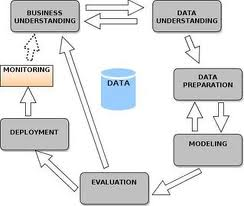 BUSINESS
UNDERSTANDING
DATA
UNDERSTANDING
MONITORING
DATA
DATA
PREPARATION
DEPLOYMENT
MODELING
EVALUATION